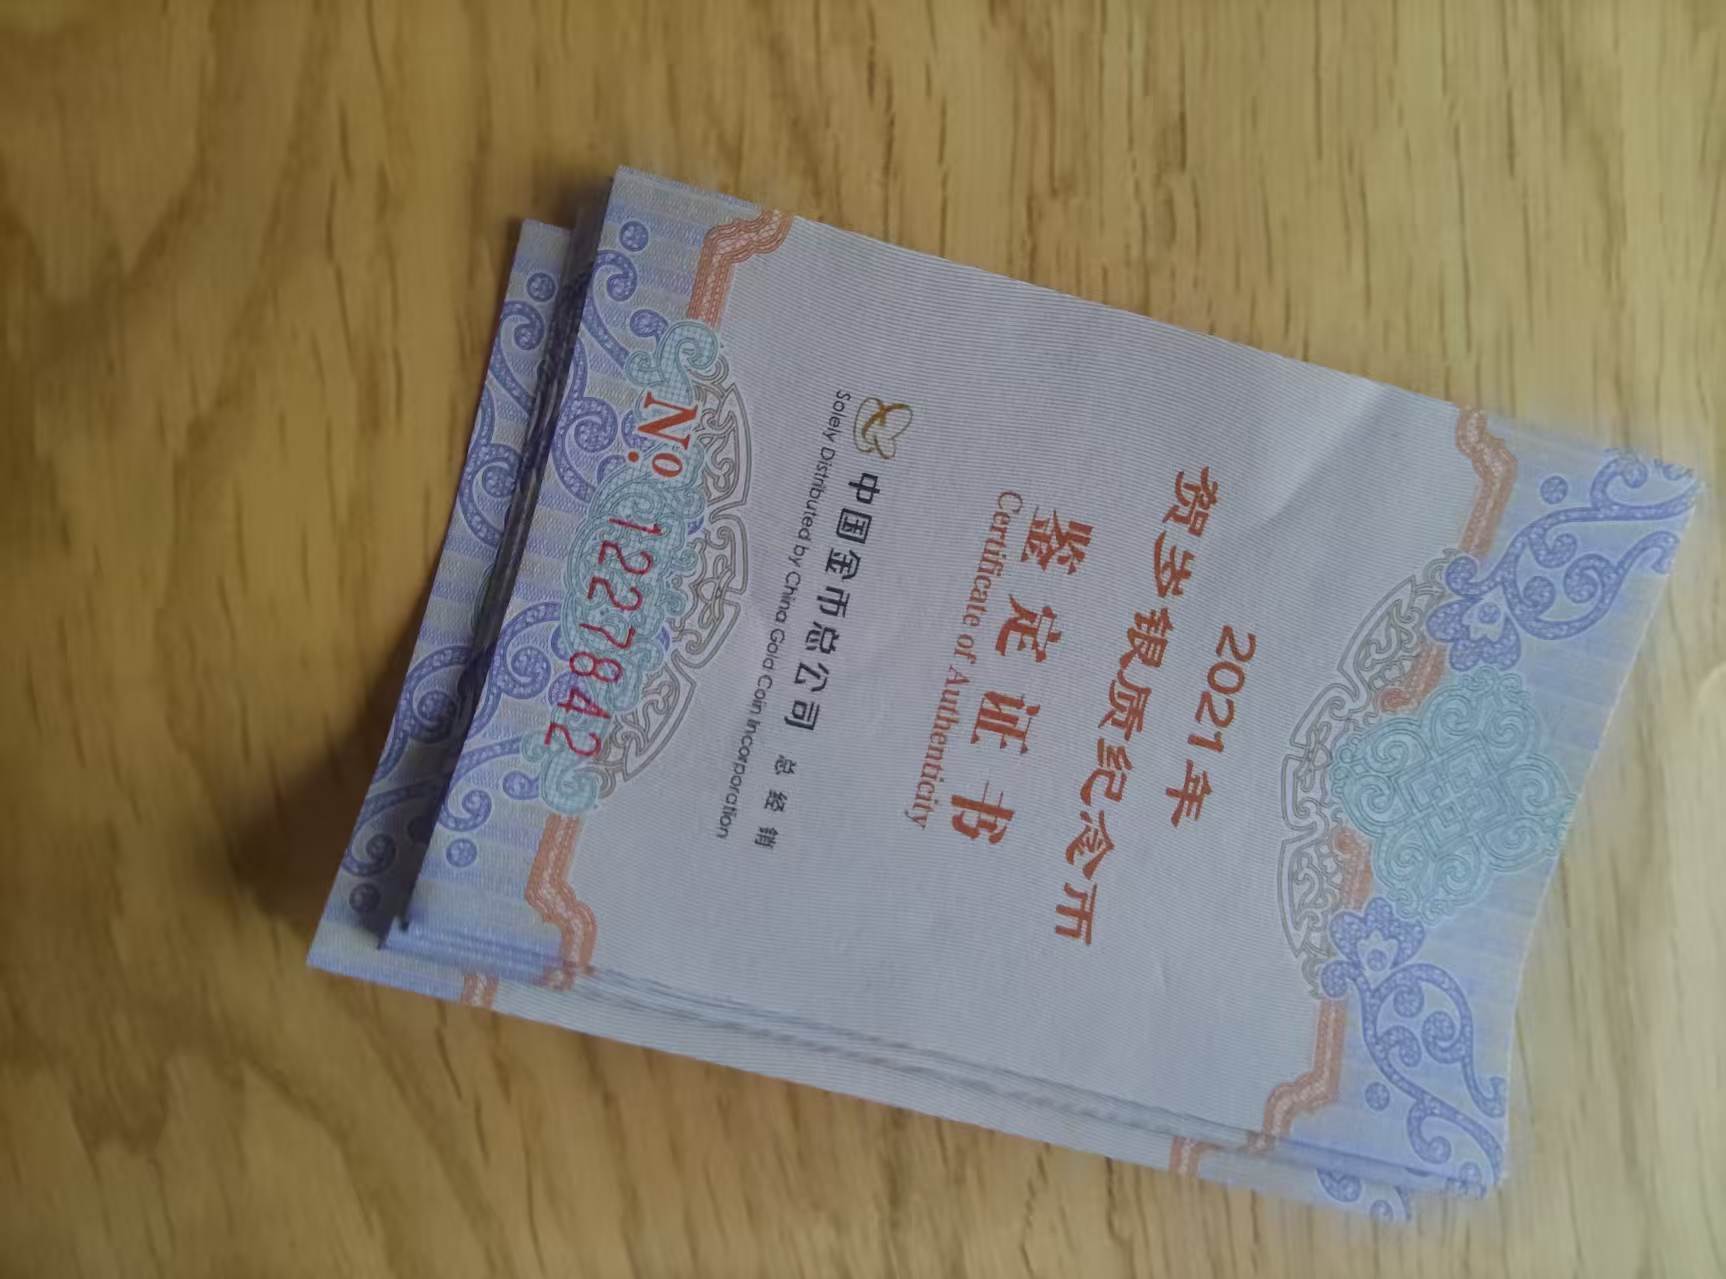 2021年
贺岁银质纪念币
鉴定证书
Certificate of Authenticity
中国金币总公司 总经销
Solely Distributed by China Gold Coin Incorporation
No 1227842